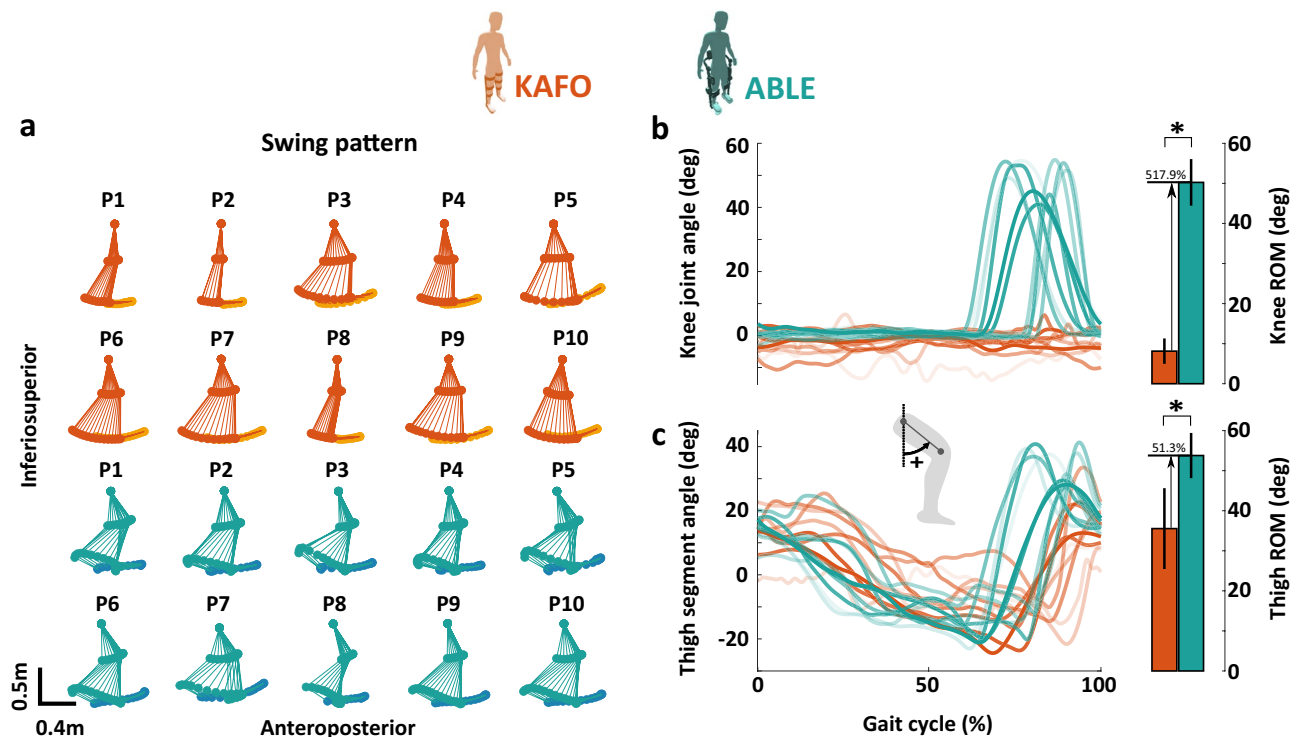 KAFO
ABLE
a
Swing pattern
P1 P2 P3 P4 P5
P6 P7 P8 P9 P10
P1 P2 P3 P4 P5
P6 P7 P8 P9 P10
Inferiosuperior
0.5m
0.4m
Anteroposterior
b
Knee joint angle (deg)
60
40
20
0
*
517.9%
60
40
20
0
Knee ROM (deg)
c
Thigh segment angle (deg)
40
20
0
-20
+
0 50 100
Gait cycle (%)
*
51.3%
60
40
20
0
Thigh ROM (deg)